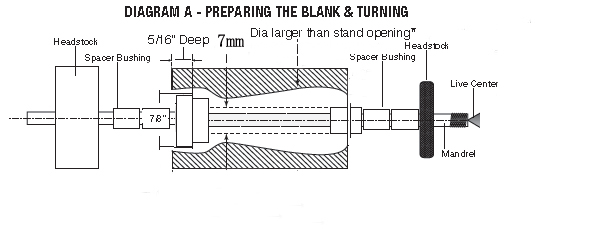 DIAGRAM A - PREPARING THE BLANK & TURNING
Headstock
5/16" Deep
7mm
Dia larger than stand opening*
Headstock
Spacer Bushing
Spacer Bushing
Live Center
7/8"
Mandrel